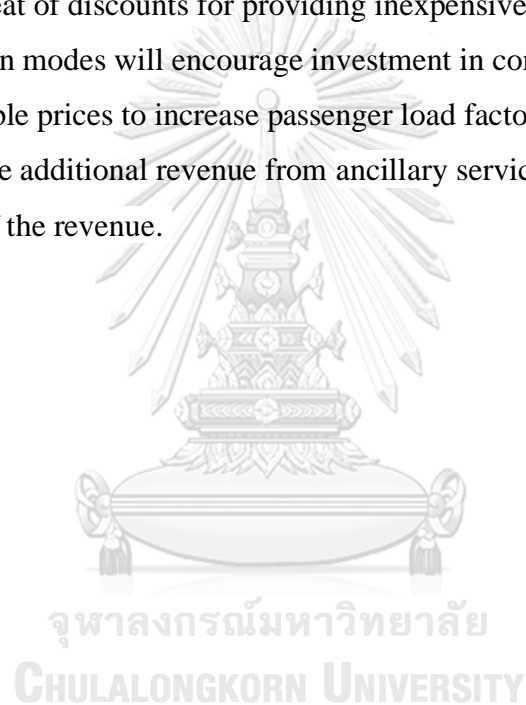 eat of discounts for providing inexpensive
n modes will encourage investment in con
ble prices to increase passenger load facto
e additional revenue from ancillary servic
the revenue.
จุฬาลงกรณ์มหาวิทยาลัย
CHULALONGKORN UNIVERSITY